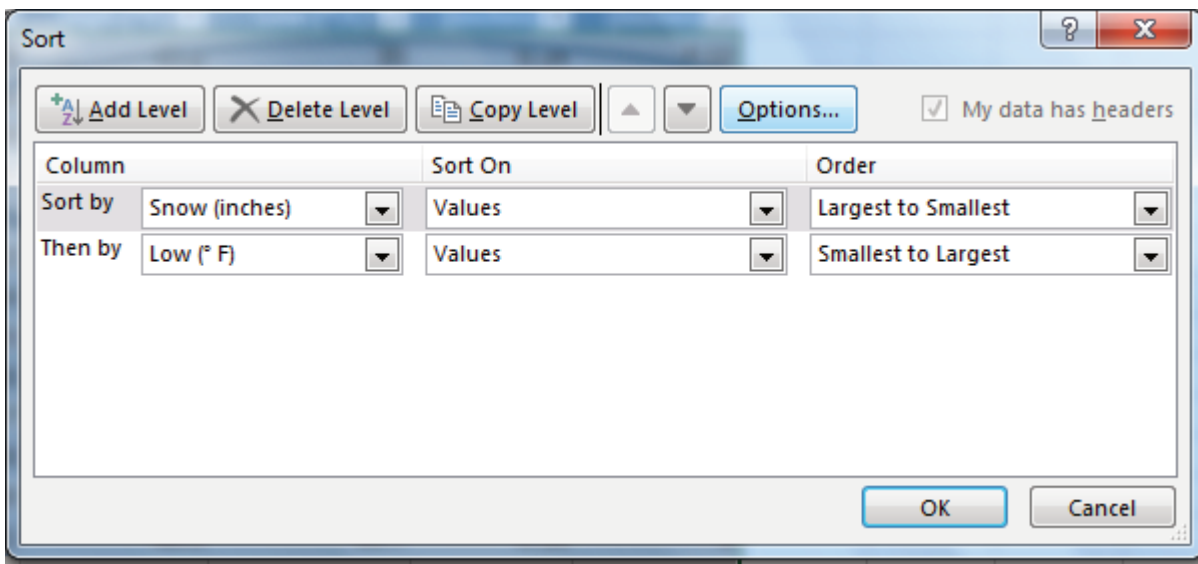 Sort
Add Level Delete Level Copy Level Options... My data has headers
Column Sort On Order
Sort by Snow (inches) Values Largest to Smallest
Then by Low (° F) Values Smallest to Largest
OK Cancel